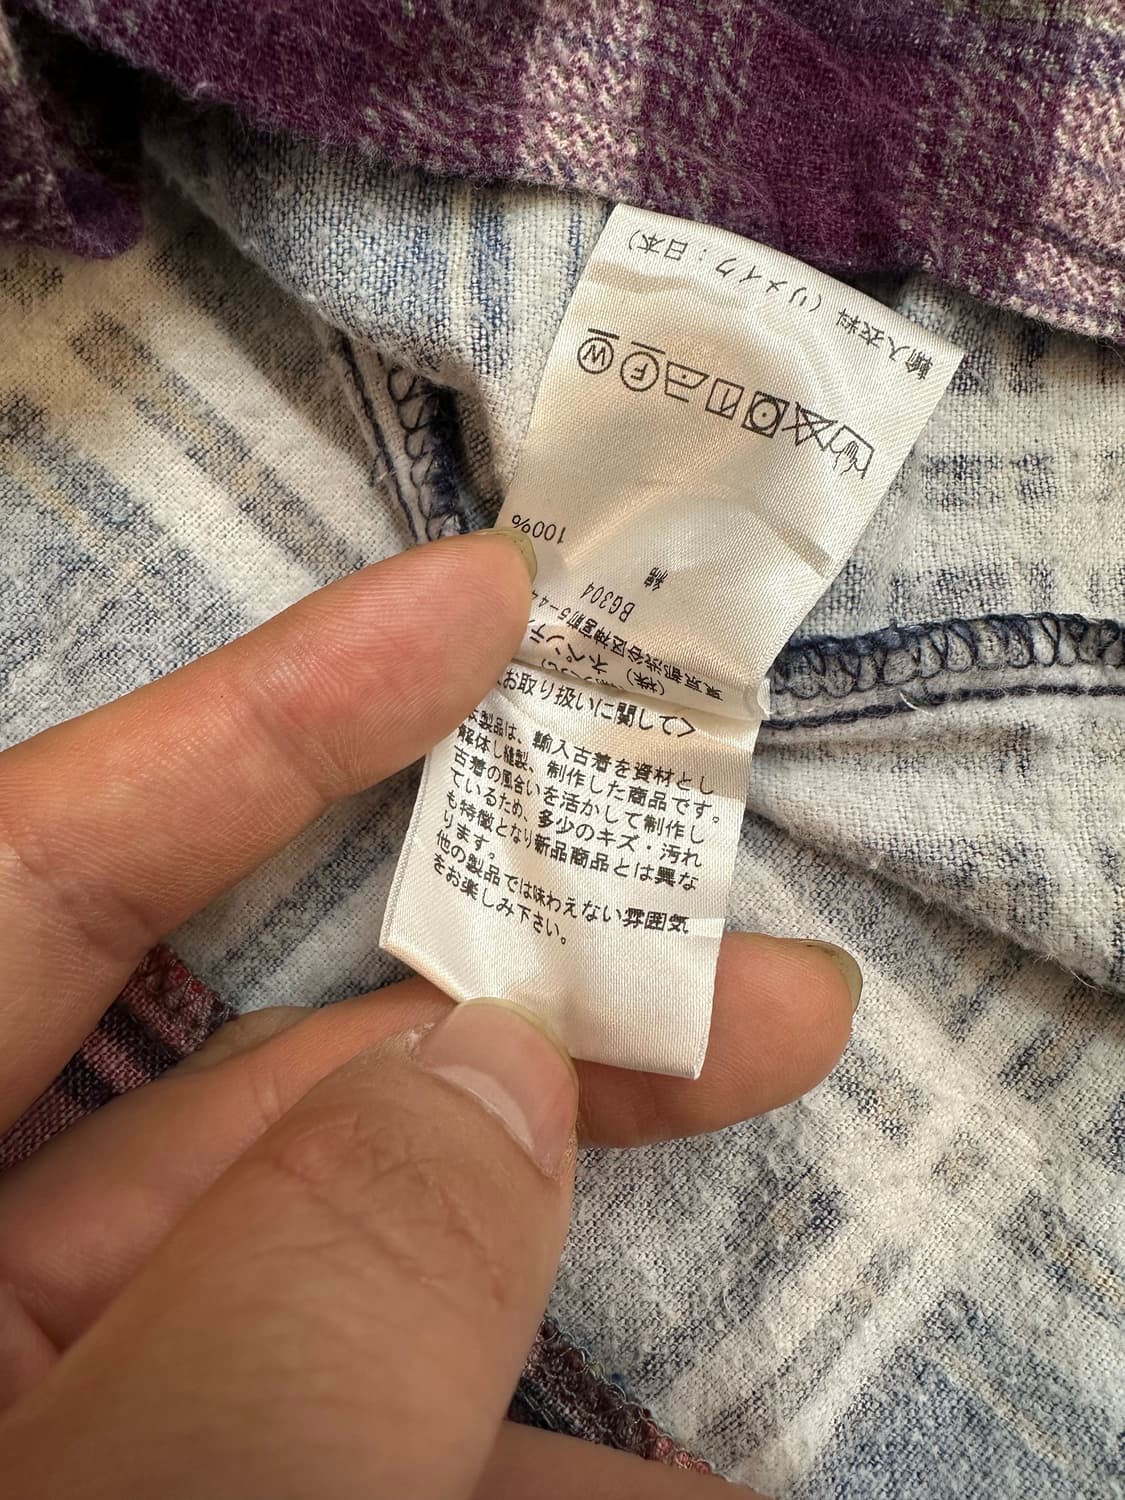 輸入衣料(リメイク:日本)
W F
100%
綿
BG304
東京都渋谷区神宮前5-4
(株)ネペンテ
お取り扱いに関して
本製品は、輸入古着を資材とし
解体し縫製、制作した商品です。
古着の風合いを活かして制作し
ているため、多少のキズ・汚れ
も特徴となり新品商品とは異な
ります。
他の製品では味わえない雰囲気
をお楽しみ下さい。